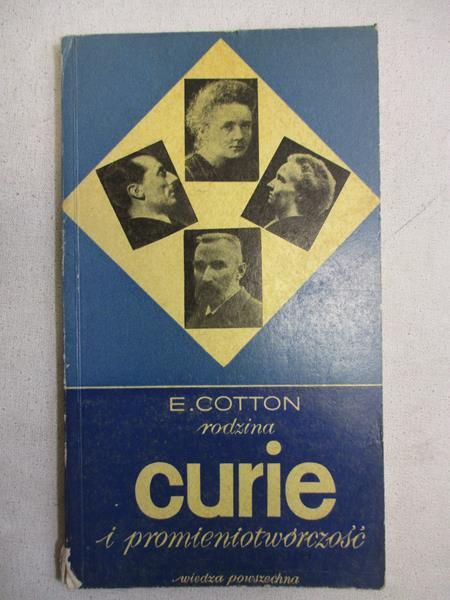 E. COTTON
rodzina
curie
i promieniotwórczość
wiedza powszechna